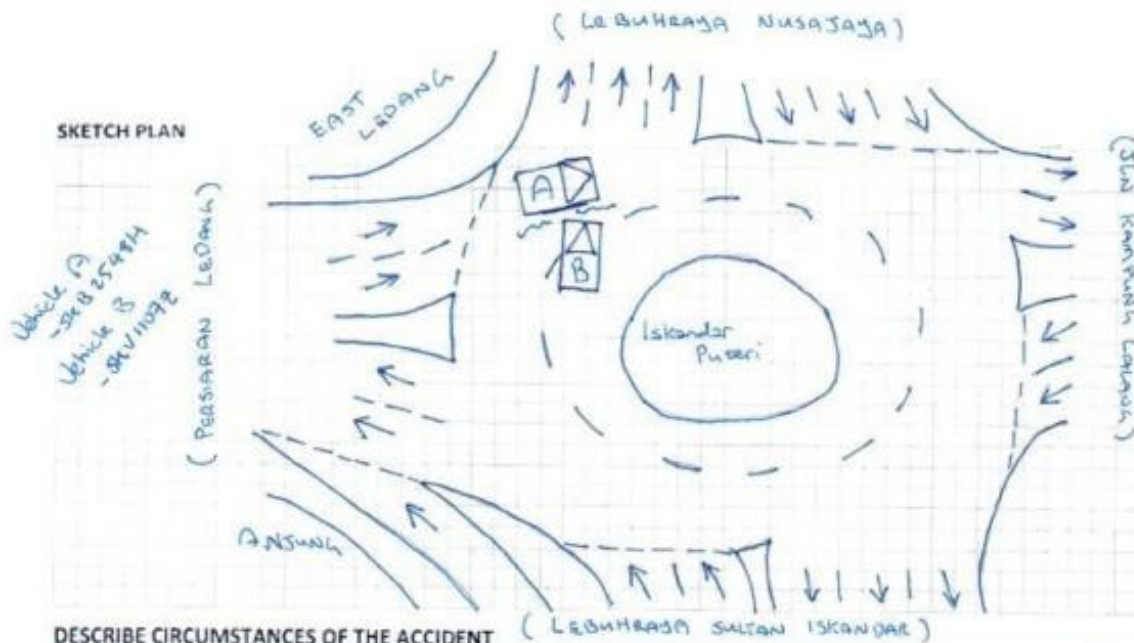 ( LEBUHRAYA NUSAJAYA )
EAST
LEDANG
SKETCH PLAN
(JLN KAMPUNG LALANG)
A
B
Vehicle A
Vehicle B
( PERSIARAN LEDANG)
Iskandar
Puteri
ANJUNG
DESCRIBE CIRCUMSTANCES OF THE ACCIDENT
( LEBUHRAYA SULTAN ISKANDAR )